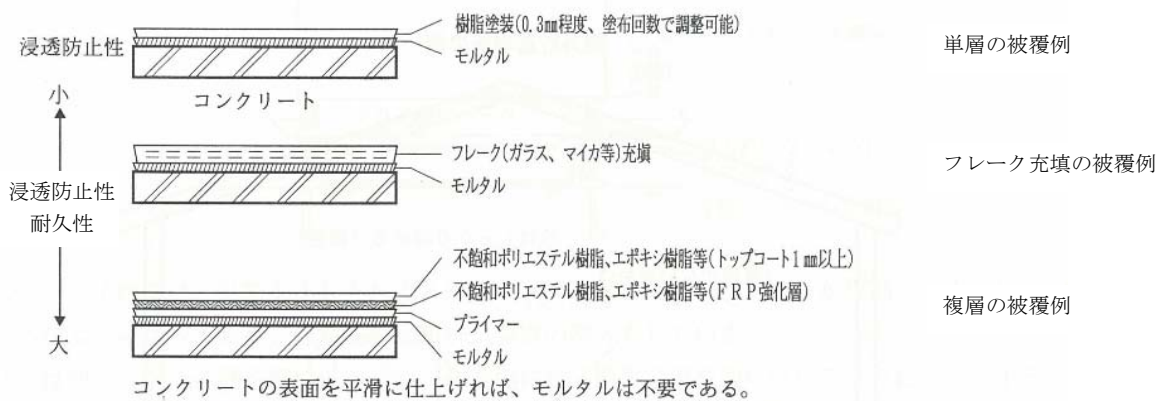 樹脂塗装(0.3㎜程度、塗布回数で調整可能)
浸透防止性
モルタル
単層の被覆例
小
コンクリート
フレーク(ガラス、マイカ等)充塡
フレーク充填の被覆例
モルタル
浸透防止性
耐久性
不飽和ポリエステル樹脂、エポキシ樹脂等(トップコート1㎜以上)
不飽和ポリエステル樹脂、エポキシ樹脂等(FRP強化層)
複層の被覆例
プライマー
大
モルタル
コンクリートの表面を平滑に仕上げれば、モルタルは不要である。